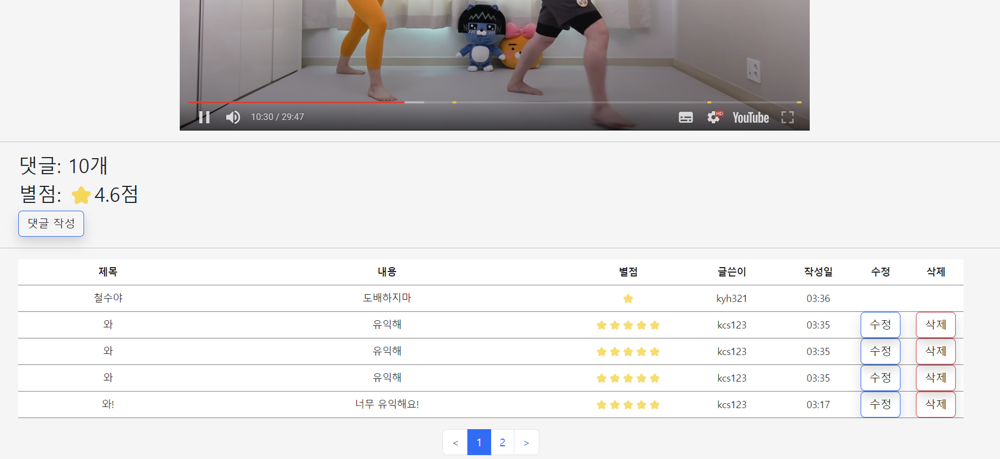 10:30 / 29:47
HD
YouTube
댓글: 10개
별점: 4.6점
댓글 작성
제목 내용 별점 글쓴이 작성일 수정 삭제
철수야 도배하지마 kyh321 03:36
와 유익해 kcs123 03:35 수정 삭제
와 유익해 kcs123 03:35 수정 삭제
와 유익해 kcs123 03:35 수정 삭제
와! 너무 유익해요! kcs123 03:17 수정 삭제
< 1 2 >